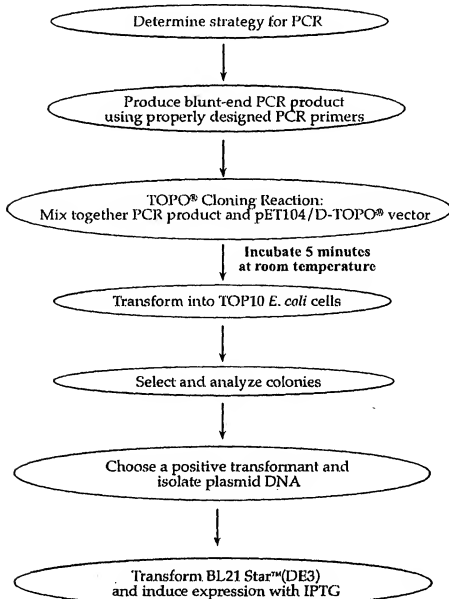 Determine strategy for PCR
Produce blunt-end PCR product
using properly designed PCR primers
TOPO® Cloning Reaction:
Mix together PCR product and pET104/D-TOPO® vector
Incubate 5 minutes
at room temperature
Transform into TOP10 E. coli cells
Select and analyze colonies
Choose a positive transformant and
isolate plasmid DNA
Transform BL21 Star™(DE3)
and induce expression with IPTG